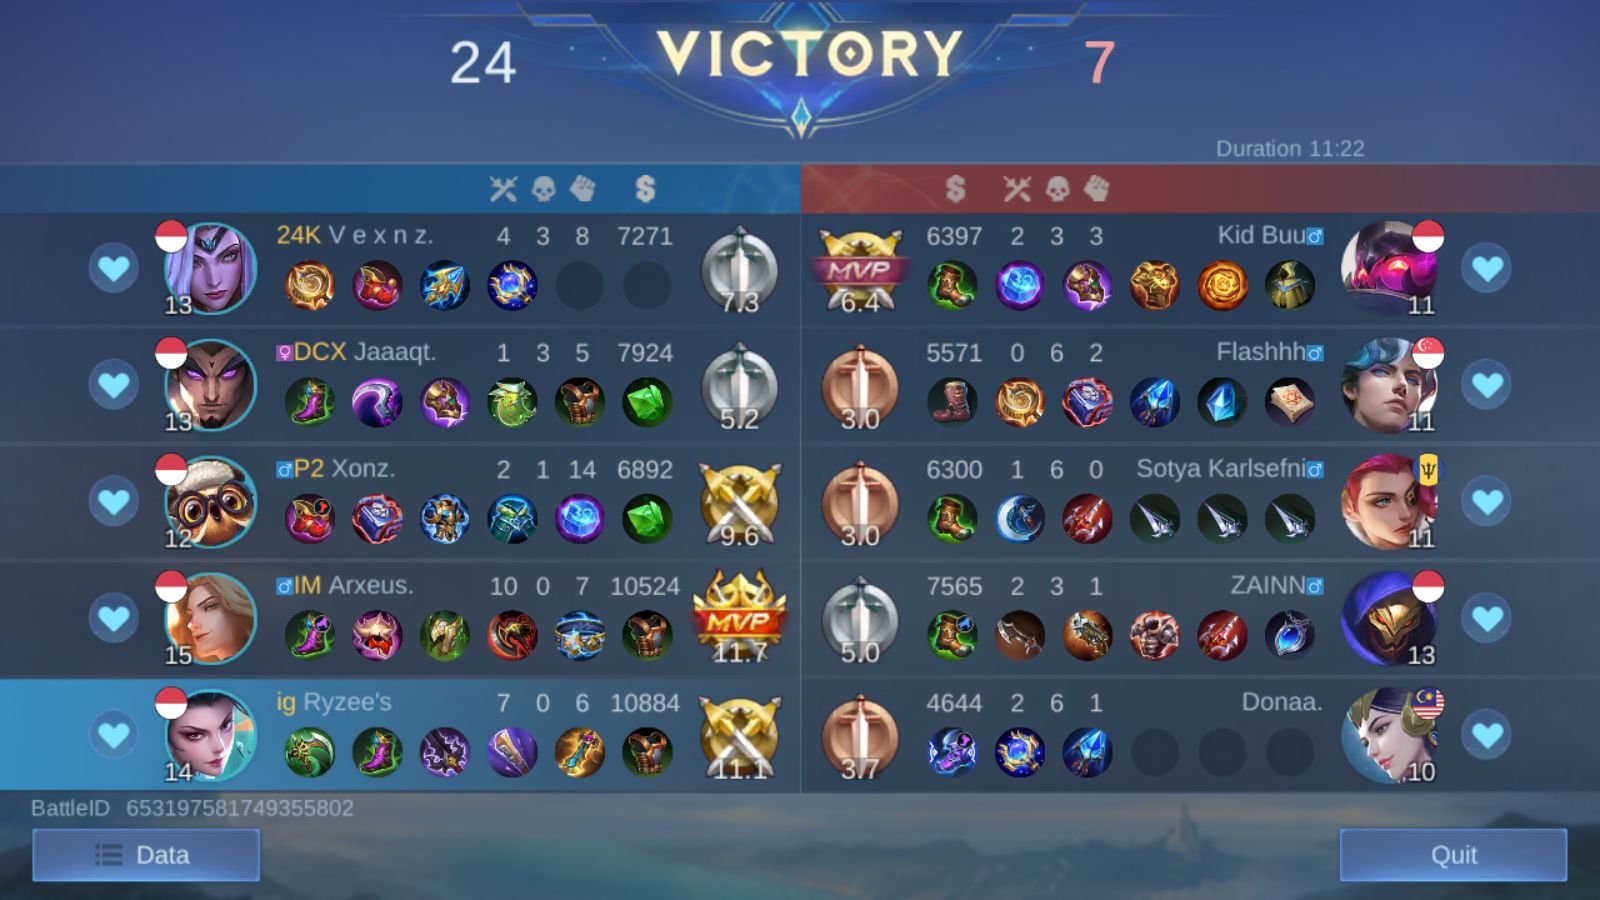 24 VICTORY 7
Duration 11:22
24K V e x n z. 4 3 8 7271
13 7.3
MVP 6.4 6397 2 3 3 Kid Buu♂
11
♀DCX Jaaaqt. 1 3 5 7924
13 5.2
3.0 5571 0 6 2 Flashhh♂
11
♂P2 Xonz. 2 1 14 6892
12 9.6
3.0 6300 1 6 0 Sotya Karlsefni♂
11
♂IM Arxeus. 10 0 7 10524
15 MVP 11.7
5.0 7565 2 3 1 ZAINN♂
13
ig Ryzee's 7 0 6 10884
14 11.1
3.7 4644 2 6 1 Donaa.
10
BattleID 653197581749355802
Data
Quit